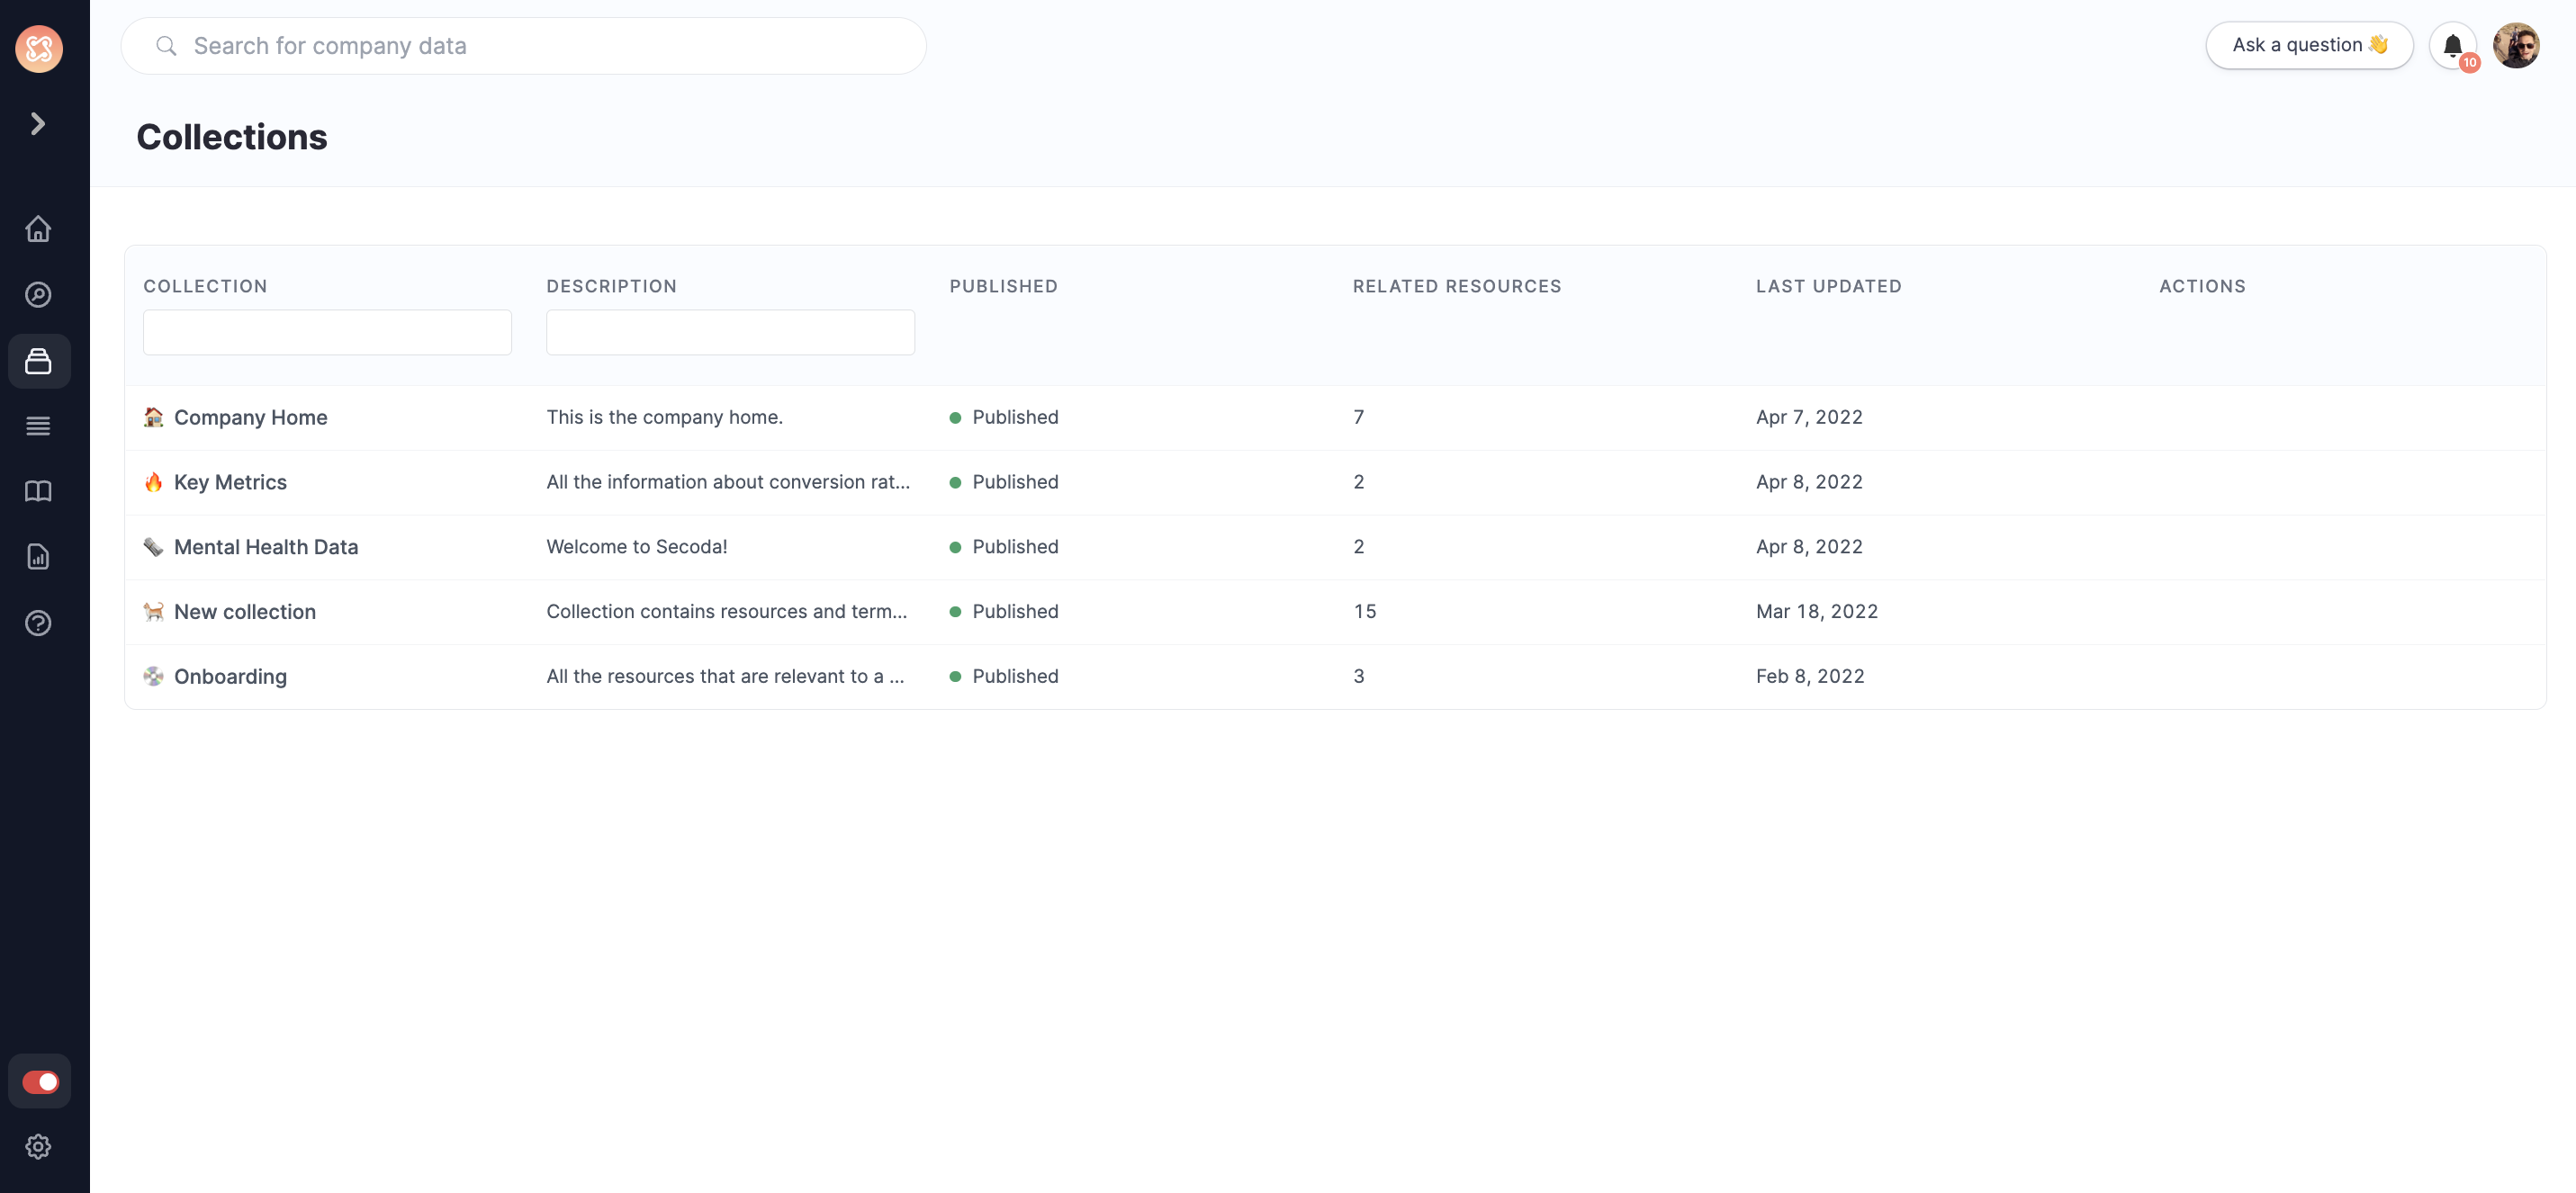 Search for company data
Ask a question 👋
10
Collections
COLLECTION DESCRIPTION PUBLISHED RELATED RESOURCES LAST UPDATED ACTIONS
Company Home This is the company home. Published 7 Apr 7, 2022
Key Metrics All the information about conversion rat... Published 2 Apr 8, 2022
Mental Health Data Welcome to Secoda! Published 2 Apr 8, 2022
New collection Collection contains resources and term... Published 15 Mar 18, 2022
Onboarding All the resources that are relevant to a ... Published 3 Feb 8, 2022